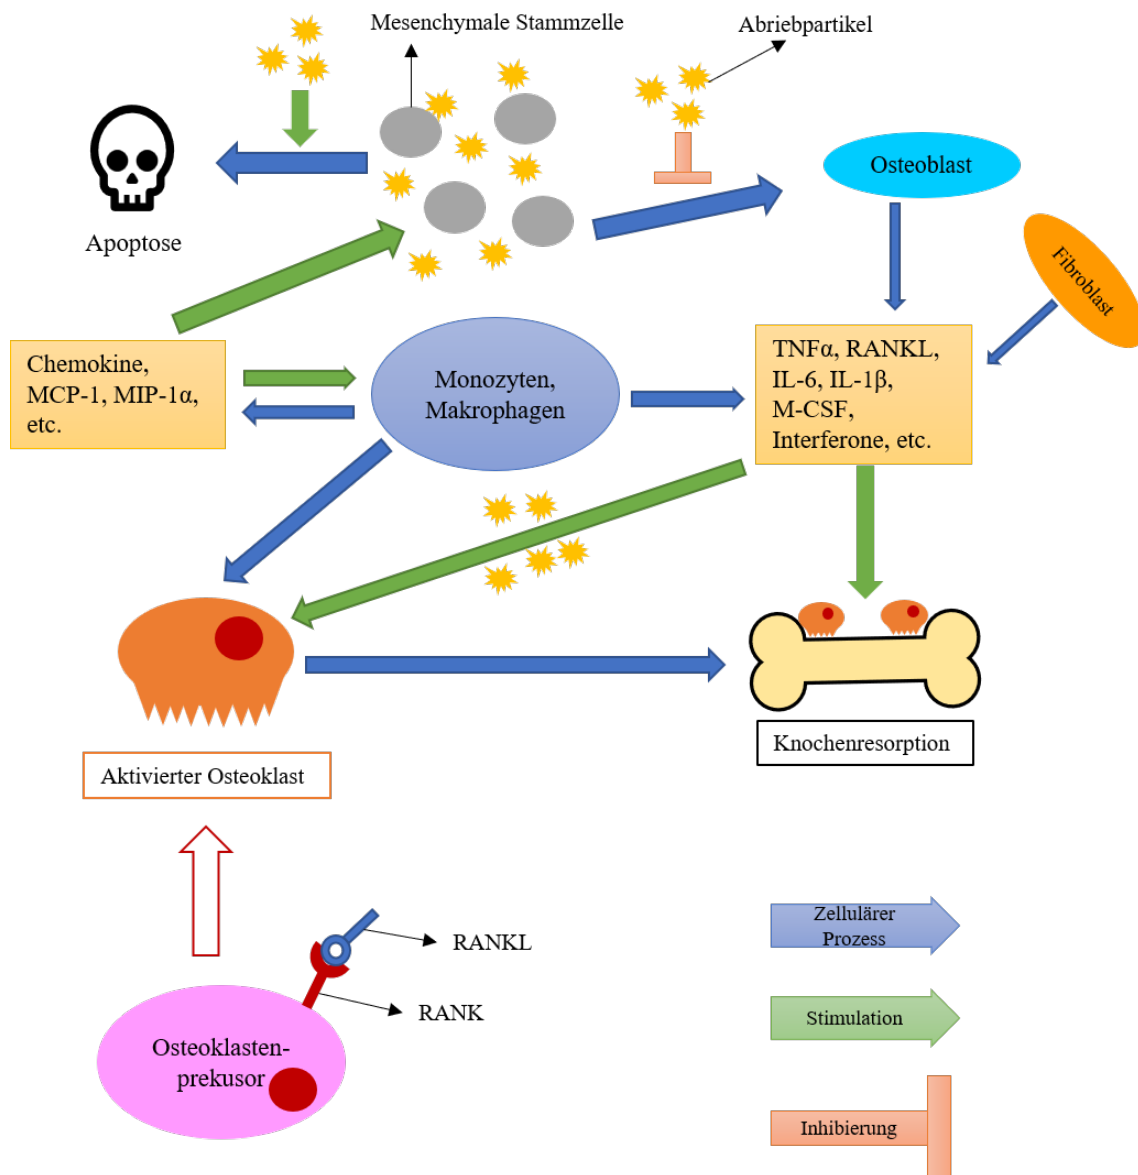 Mesenchymale Stammzelle
Abriebpartikel
Osteoblast
Apoptose
Fibroblast
Chemokine,
MCP-1, MIP-1α,
etc.
Monozyten,
Makrophagen
TNFα, RANKL,
IL-6, IL-1β,
M-CSF,
Interferone, etc.
Knochenresorption
Aktivierter Osteoklast
RANKL
RANK
Osteoklasten-
prekusor
Zellulärer
Prozess
Stimulation
Inhibierung